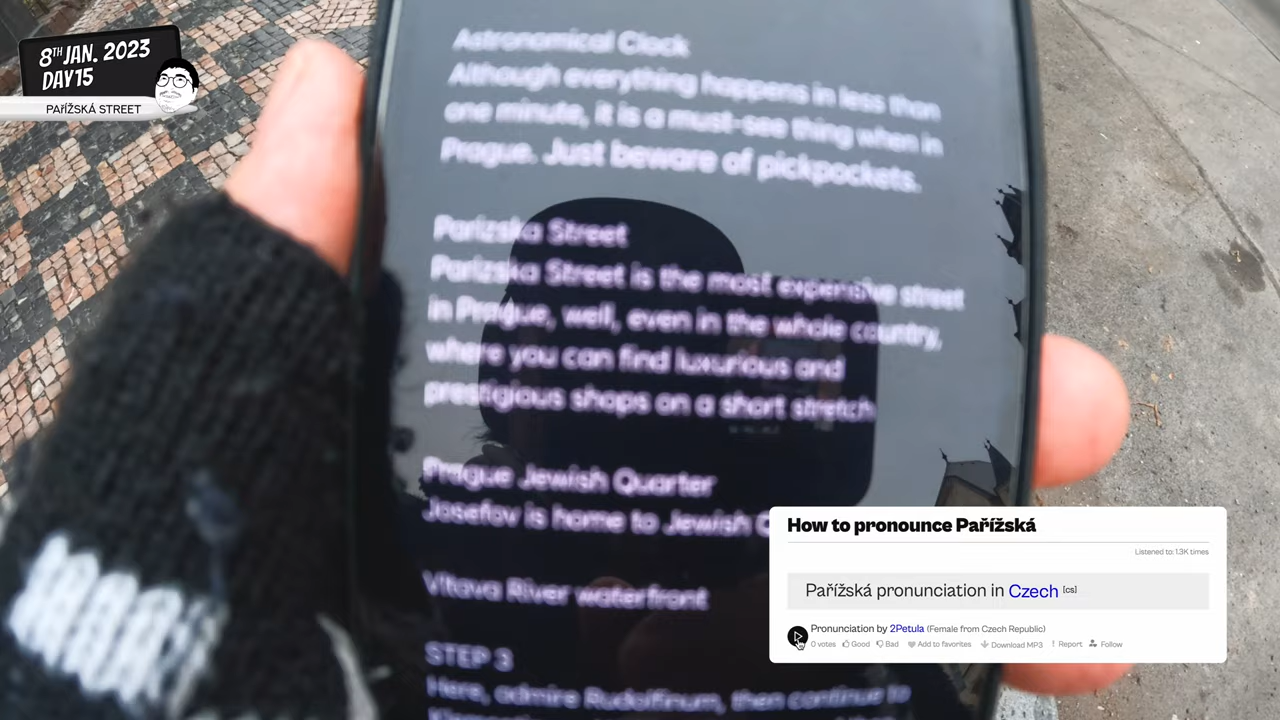 8TH JAN. 2023
DAY 15
PAŘÍŽSKÁ STREET
Astronomical Clock
Although everything happens in less than
one minute, it is a must-see thing when in
Prague. Just beware of pickpockets.
Parizska Street
Parizska Street is the most expensive street
in Prague, well, even in the whole country,
where you can find luxurious and
prestigious shops on a short stretch
Prague Jewish Quarter
Josefov is home to Jewish
Vltava River waterfront
STEP 3
Here, admire Rudolfinum, then continue to
How to pronounce Pařížská
Listened to: 1.3K times
Pařížská pronunciation in Czech [cs]
Pronunciation by 2Petula (Female from Czech Republic)
0 votes Good Bad Add to favorites Download MP3 Report Follow